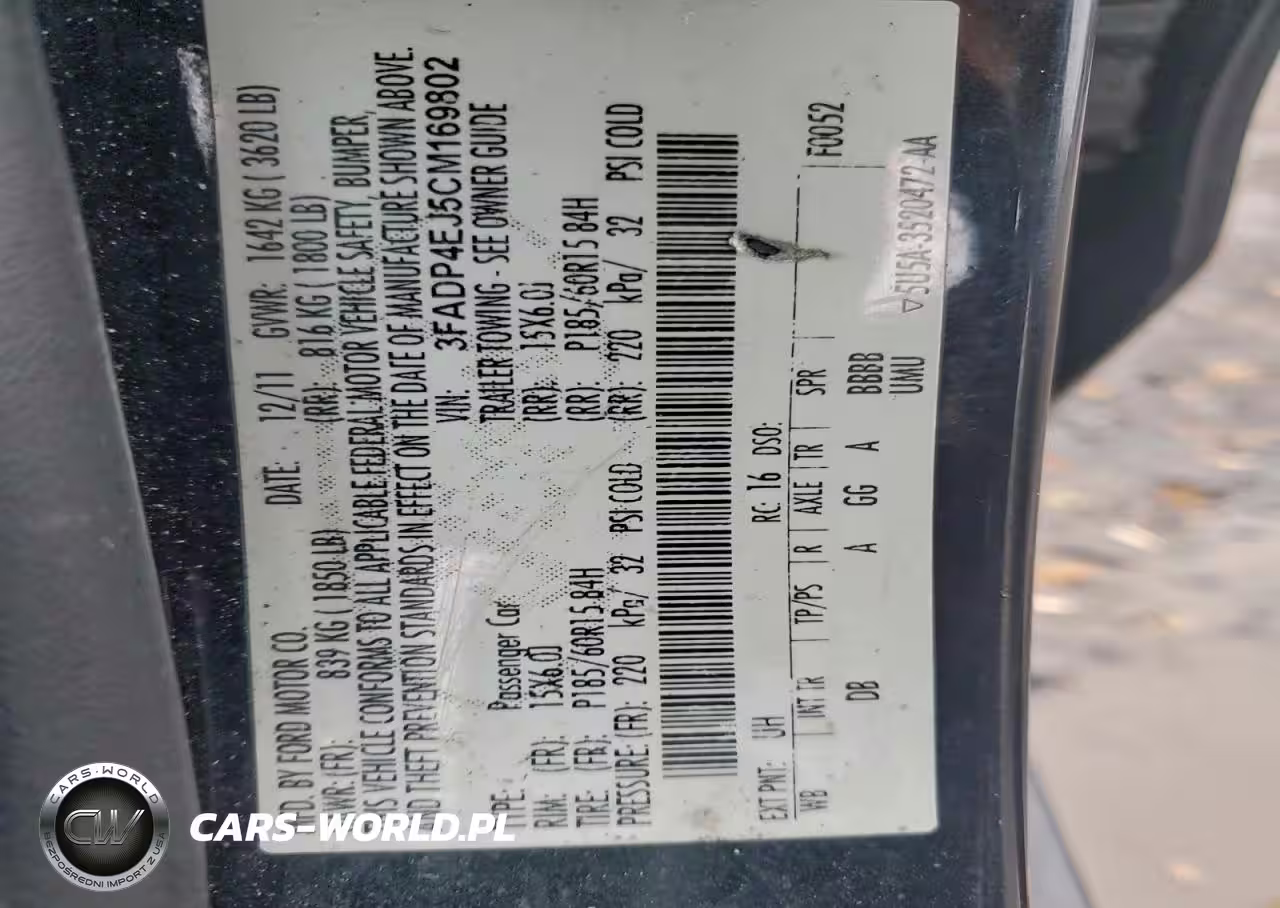 MFD. BY FORD MOTOR CO.
DATE: 12/11 GVWR: 1642 KG ( 3620 LB)
GAWR: (FR): 839 KG ( 1850 LB) (RR): 816 KG ( 1800 LB)
THIS VEHICLE CONFORMS TO ALL APPLICABLE FEDERAL MOTOR VEHICLE SAFETY, BUMPER,
AND THEFT PREVENTION STANDARDS IN EFFECT ON THE DATE OF MANUFACTURE SHOWN ABOVE.
VIN: 3FADP4EJ5CM169802
TYPE: Passenger Car TRAILER TOWING - SEE OWNER GUIDE
RIM: (FR): 15X6.0J (RR): 15X6.0J
TIRE: (FR): P185/60R15 84H (RR): P185/60R15 84H
PRESSURE: (FR): 220 kPa/ 32 PSI COLD (RR): 220 kPa/ 32 PSI COLD
EXT PNT: UH RC: 16 DSO:
WB INT TR TP/PS R AXLE TR SPR F0052
DB A GG A BBBB
UMU
▽5U5A-3520472-AA
CARS-WORLD
CW
BEZPOŚREDNI IMPORT Z USA
CARS-WORLD.PL